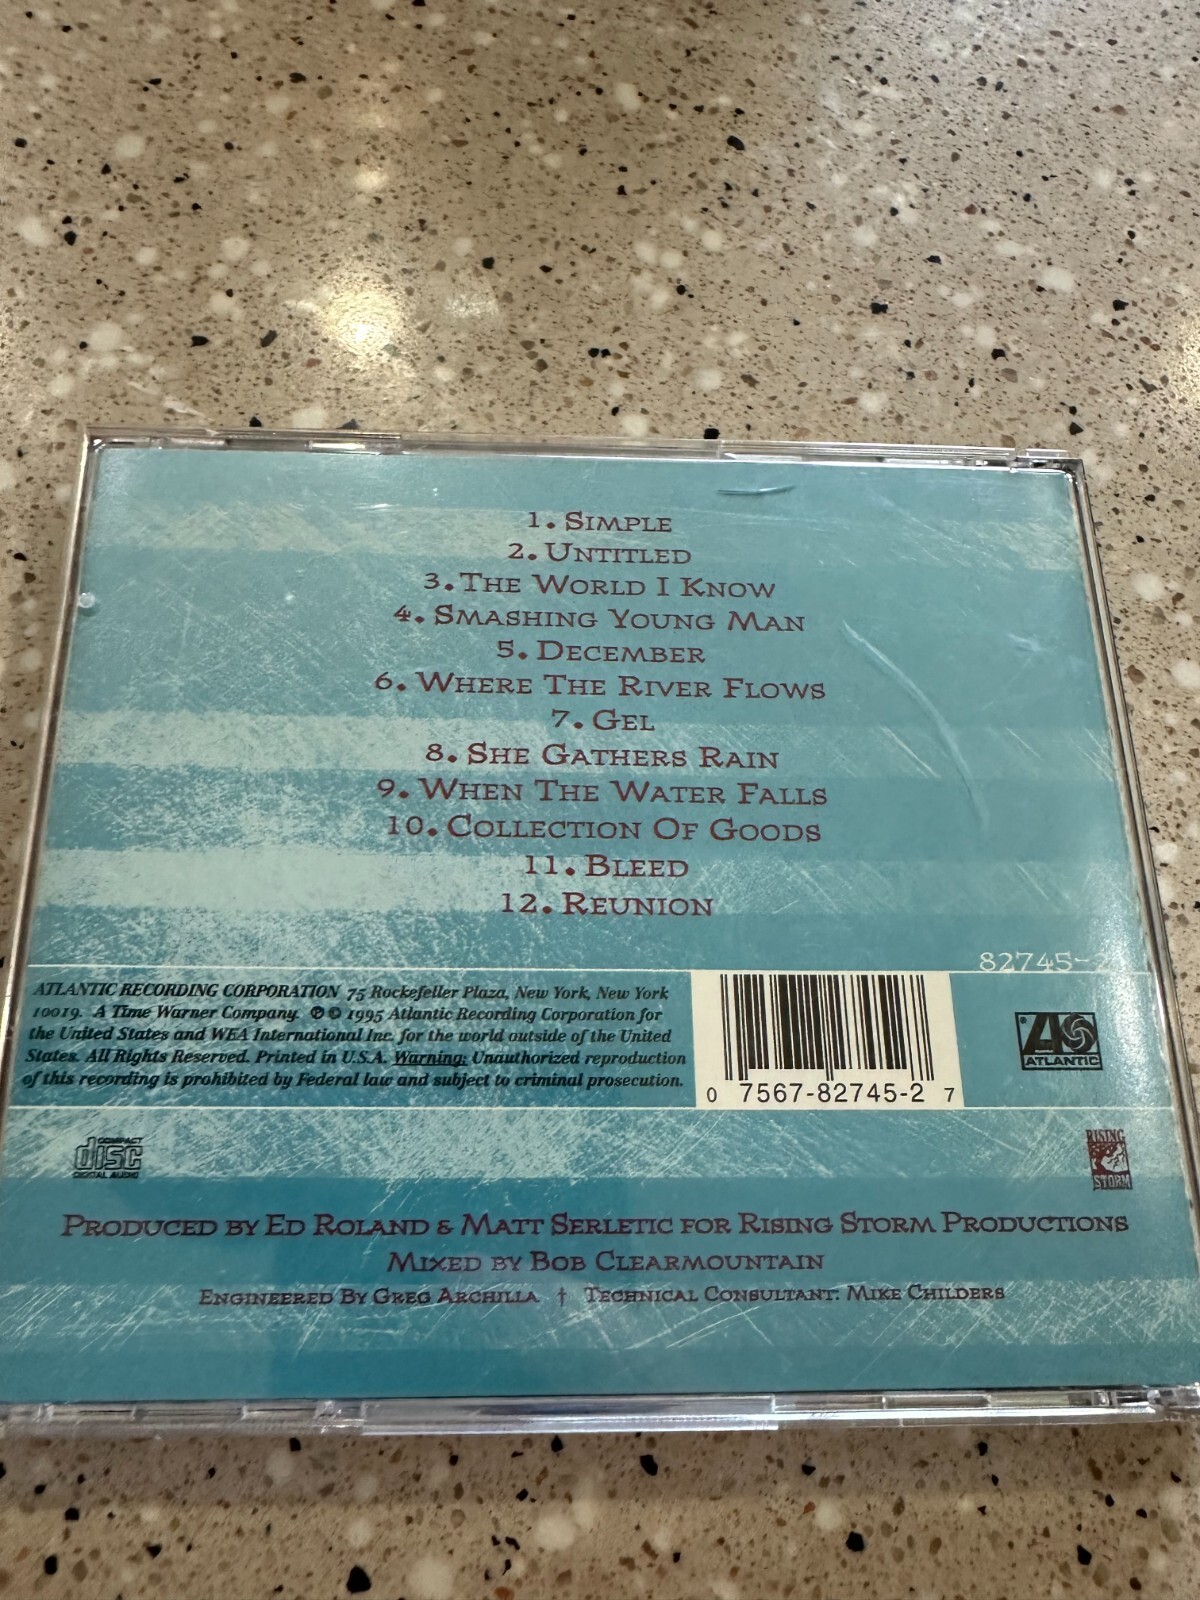 1. Simple
2. Untitled
3. The World I Know
4. Smashing Young Man
5. December
6. Where The River Flows
7. Gel
8. She Gathers Rain
9. When The Water Falls
10. Collection Of Goods
11. Bleed
12. Reunion
82745-2
ATLANTIC RECORDING CORPORATION 75 Rockefeller Plaza, New York, New York
10019. A Time Warner Company. ℗ © 1995 Atlantic Recording Corporation for
the United States and WEA International Inc. for the world outside of the United
States. All Rights Reserved. Printed in U.S.A. Warning: Unauthorized reproduction
of this recording is prohibited by Federal law and subject to criminal prosecution.
0 7567-82745-2 7
ATLANTIC
COMPACT
disc
DIGITAL AUDIO
RISING
STORM
Produced by Ed Roland & Matt Serletic for Rising Storm Productions
Mixed by Bob Clearmountain
Engineered By Greg Archilla † Technical Consultant: Mike Childers